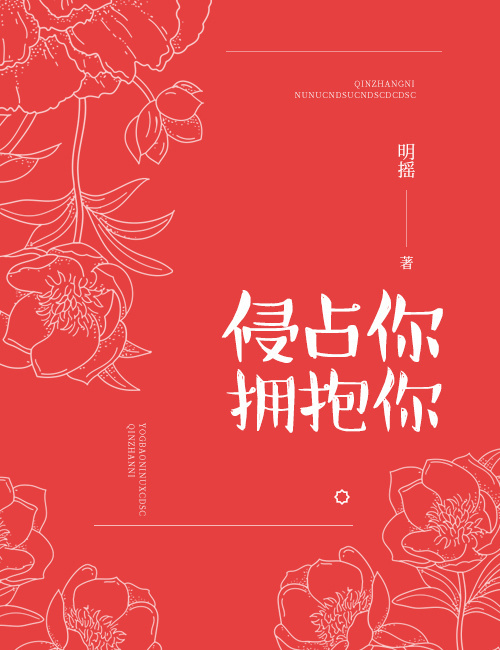 QINZHANGNI
NUNUCNDSUCNDSCDCDSC
明摇
著
侵占你
拥抱你
YOGBAONINUXCDSC
QINZHANNI